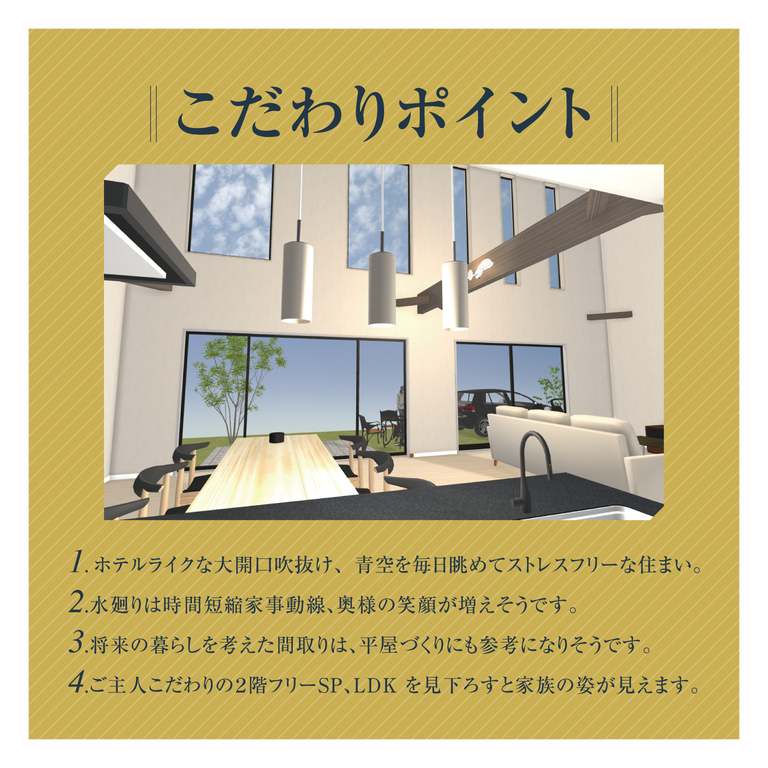 こだわりポイント
1.ホテルライクな大開口吹抜け、青空を毎日眺めてストレスフリーな住まい。
2.水廻りは時間短縮家事動線、奥様の笑顔が増えそうです。
3.将来の暮らしを考えた間取りは、平屋づくりにも参考になりそうです。
4.ご主人こだわりの2階フリーSP、LDK を見下ろすと家族の姿が見えます。